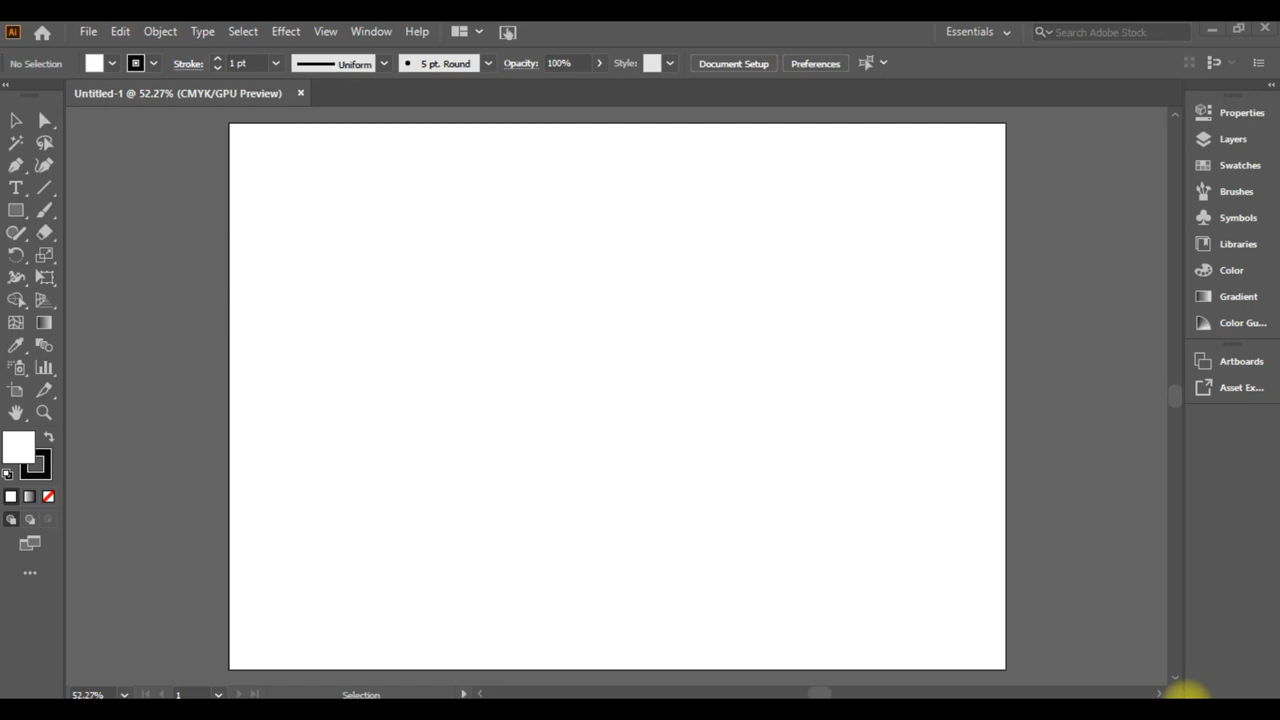 Ai File Edit Object Type Select Effect View Window Help Essentials Search Adobe Stock
No Selection Stroke: 1 pt Uniform 5 pt. Round Opacity: 100% Style: Document Setup Preferences
Untitled-1 @ 52.27% (CMYK/GPU Preview) ×
Properties
Layers
Swatches
Brushes
Symbols
Libraries
Color
Gradient
Color Gu...
Artboards
Asset Ex...
T
52.27% 1 Selection